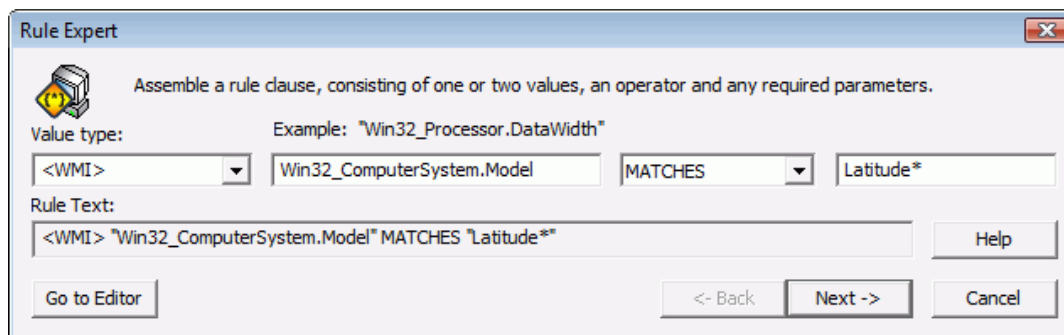 Rule Expert
Assemble a rule clause, consisting of one or two values, an operator and any required parameters.
Value type:
Example: "Win32_Processor.DataWidth"
<WMI>
Win32_ComputerSystem.Model
MATCHES
Latitude*
Rule Text:
<WMI> "Win32_ComputerSystem.Model" MATCHES "Latitude*"
Help
Go to Editor
<- Back
Next ->
Cancel